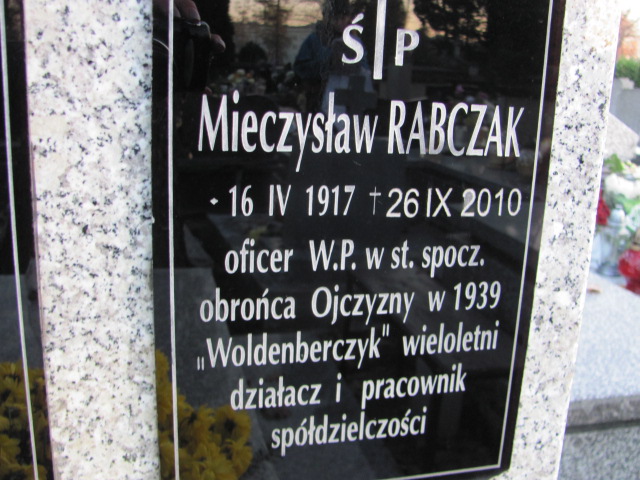 Ś P
Mieczysław RABCZAK
• 16 IV 1917 † 26 IX 2010
oficer W.P. w st. spocz.
obrońca Ojczyzny w 1939
„Woldenberczyk" wieloletni
działacz i pracownik
spółdzielczości